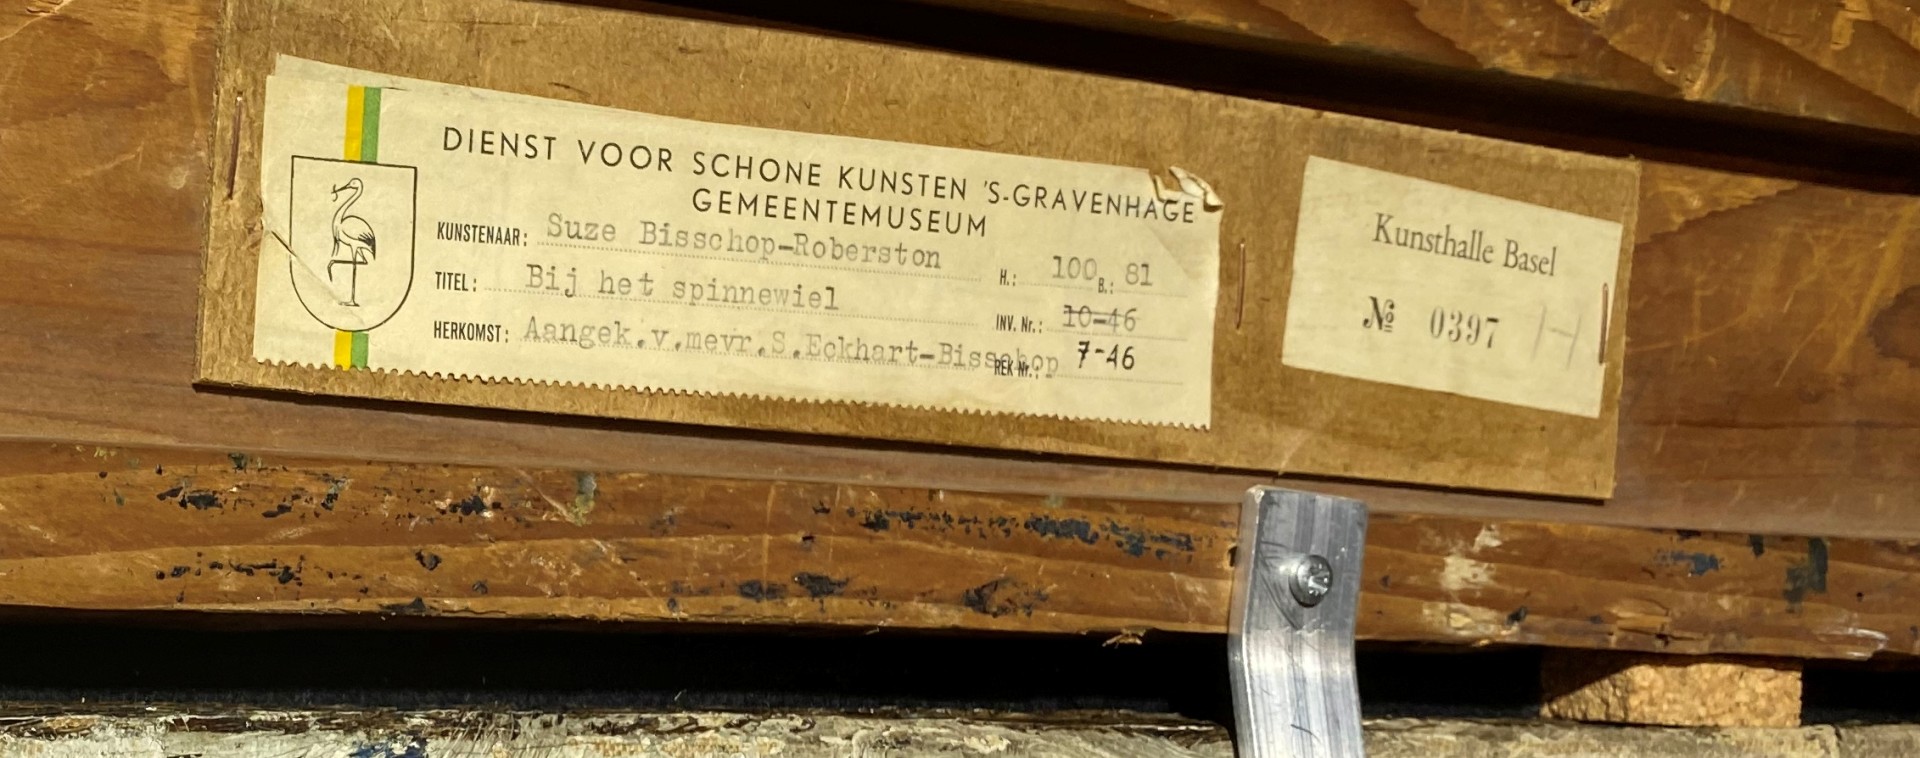 DIENST VOOR SCHONE KUNSTEN 'S-GRAVENHAGE
GEMEENTEMUSEUM
KUNSTENAAR: Suze Bisschop-Roberston
H.: 100 B.: 81
TITEL: Bij het spinnewiel
INV. Nr.: 10-46
HERKOMST: Aangek.v.mevr.S.Eckhart-Bisschop
REK Nr.: 7-46
Kunsthalle Basel
№ 0397